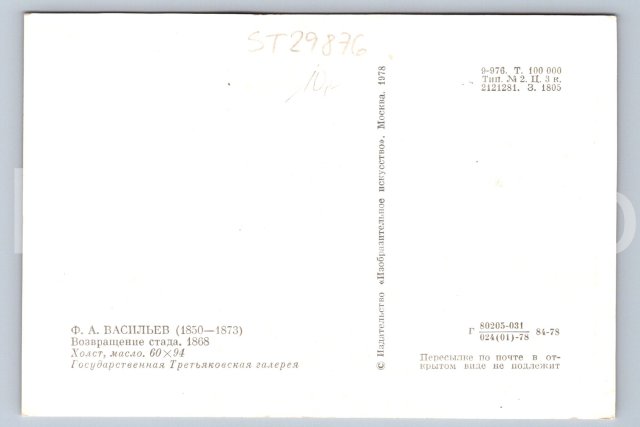 ST29876
9-976. Т. 100 000
Тип. № 2. Ц. 3 к.
2121281. З. 1805
© Издательство «Изобразительное искусство». Москва. 1978
Ф. А. ВАСИЛЬЕВ (1850—1873)
Возвращение стада. 1868
Холст, масло. 60×94
Государственная Третьяковская галерея
Г 80205-031
024(01)-78 84-78
Пересылке по почте в от-
крытом виде не подлежит